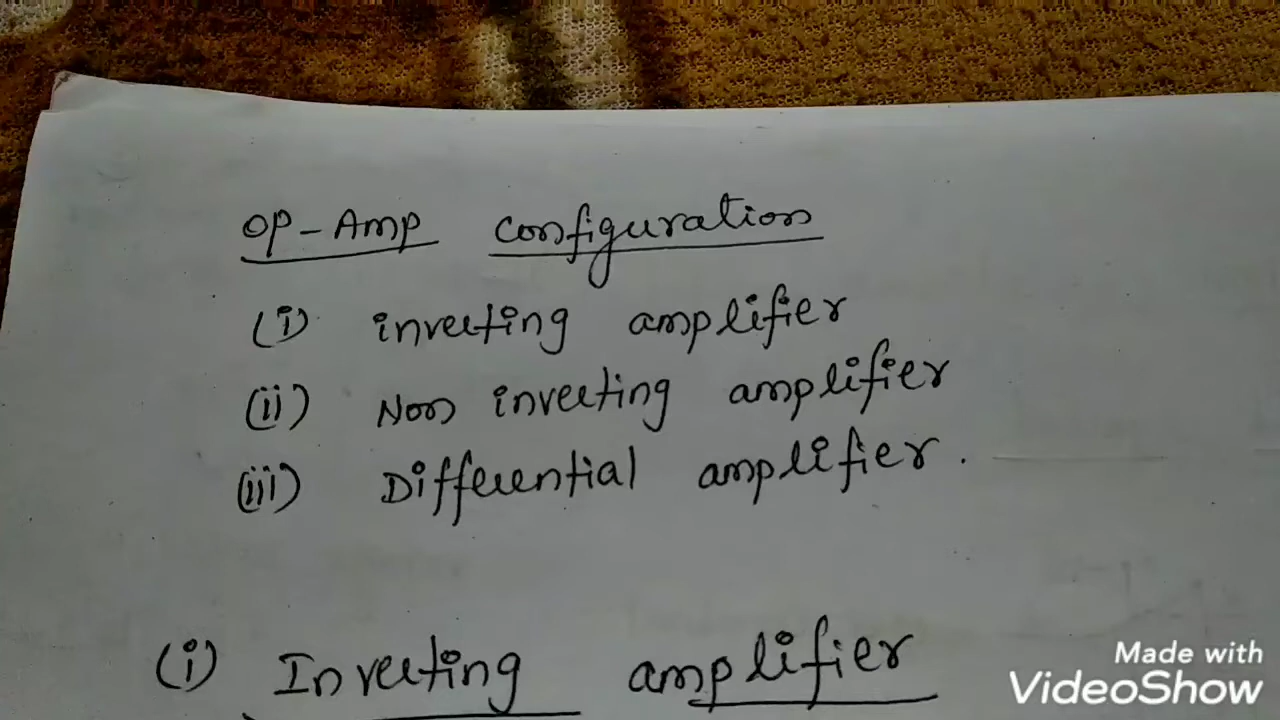 OP-Amp configuration
(i) inverting amplifier
(ii) Non inverting amplifier
(iii) Differential amplifier.
(i) Inverting amplifier
Made with
VideoShow